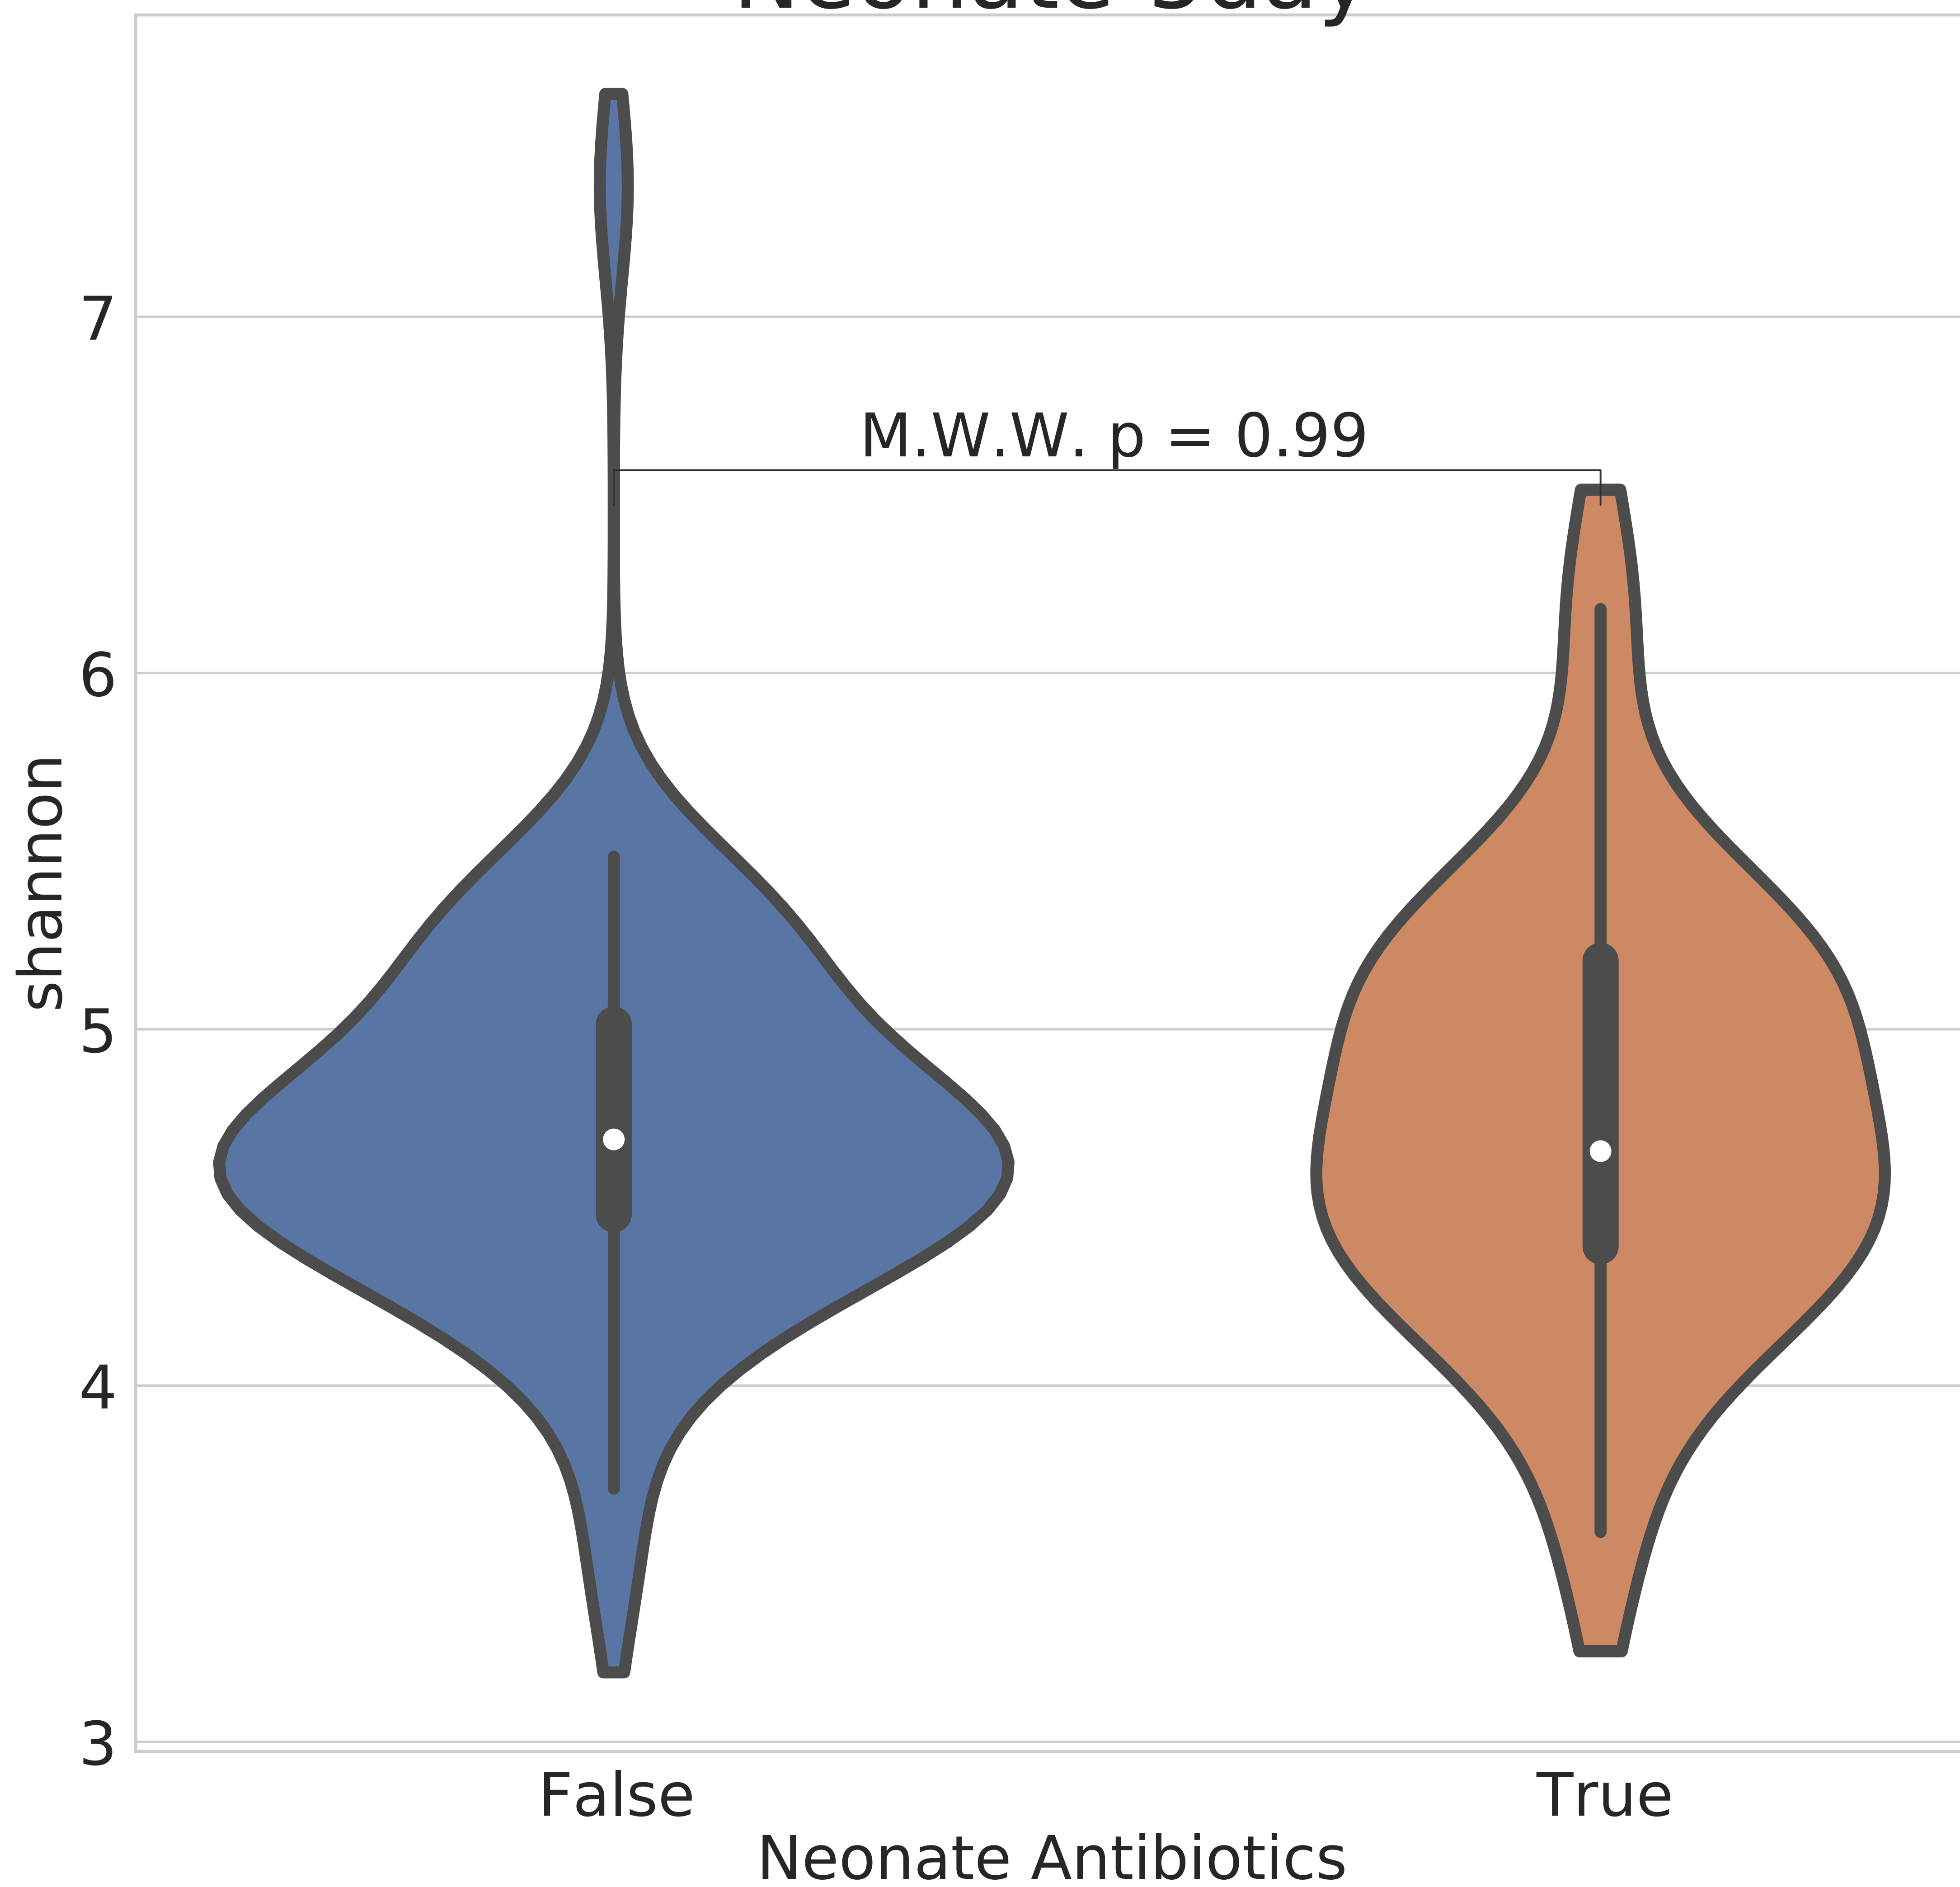 7
M.W.W. p = 0.99
6
shannon
5
4
3
False True
Neonate Antibiotics